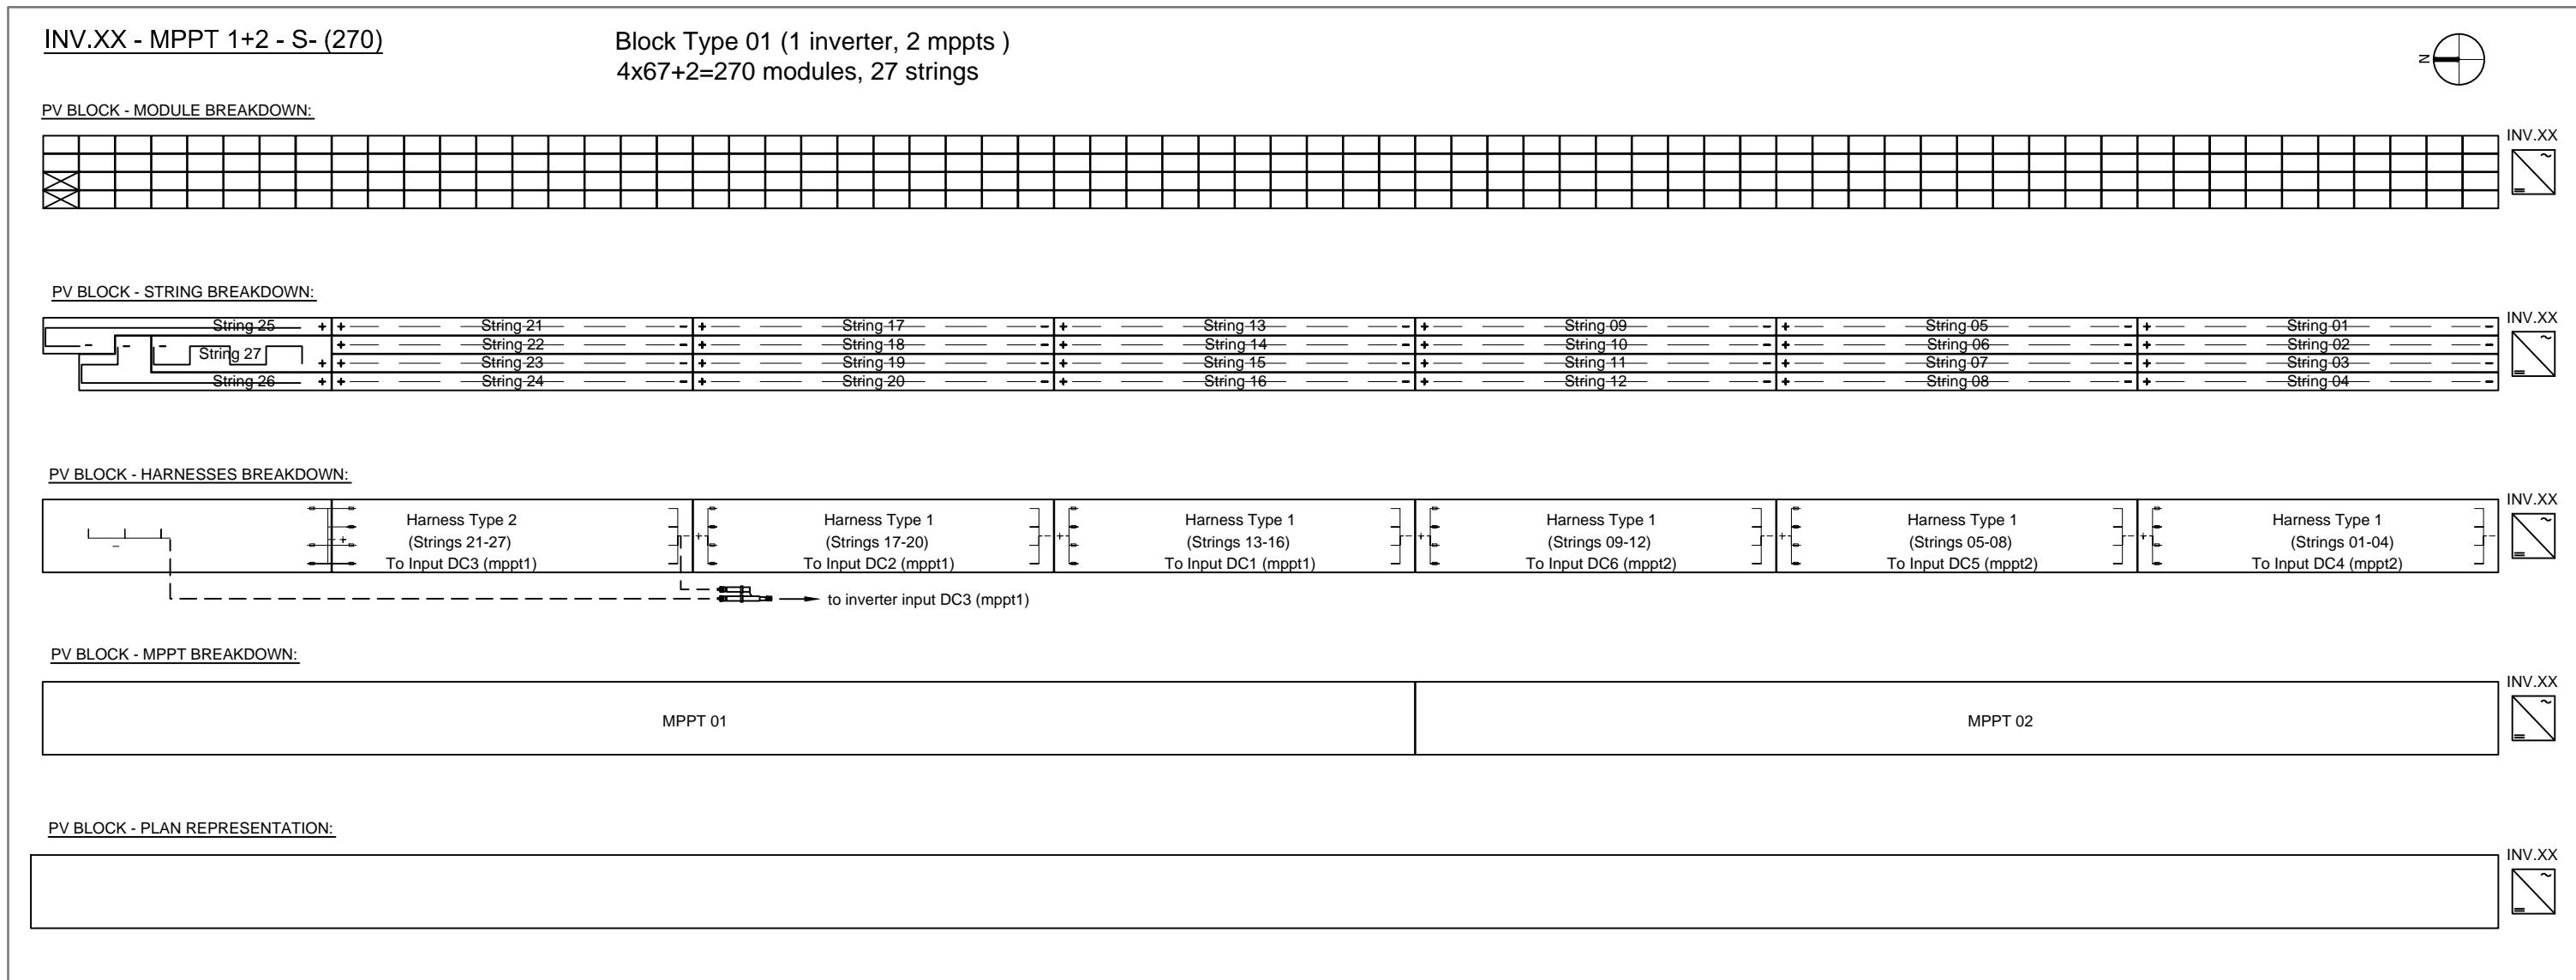 INV.XX - MPPT 1+2 - S- (270)
Block Type 01 (1 inverter, 2 mppts )
4x67+2=270 modules, 27 strings
N
PV BLOCK - MODULE BREAKDOWN:
INV.XX
PV BLOCK - STRING BREAKDOWN:
INV.XX
String 25 + + String 21 - + String 17 - + String 13 - + String 09 - + String 05 - + String 01 -
- - - + String 22 - + String 18 - + String 14 - + String 10 - + String 06 - + String 02 -
String 27 + + String 23 - + String 19 - + String 15 - + String 11 - + String 07 - + String 03 -
String 26 + + String 24 - + String 20 - + String 16 - + String 12 - + String 08 - + String 04 -
PV BLOCK - HARNESSES BREAKDOWN:
INV.XX
Harness Type 2
(Strings 21-27)
To Input DC3 (mppt1)
Harness Type 1
(Strings 17-20)
To Input DC2 (mppt1)
Harness Type 1
(Strings 13-16)
To Input DC1 (mppt1)
Harness Type 1
(Strings 09-12)
To Input DC6 (mppt2)
Harness Type 1
(Strings 05-08)
To Input DC5 (mppt2)
Harness Type 1
(Strings 01-04)
To Input DC4 (mppt2)
to inverter input DC3 (mppt1)
PV BLOCK - MPPT BREAKDOWN:
INV.XX
MPPT 01
MPPT 02
PV BLOCK - PLAN REPRESENTATION:
INV.XX